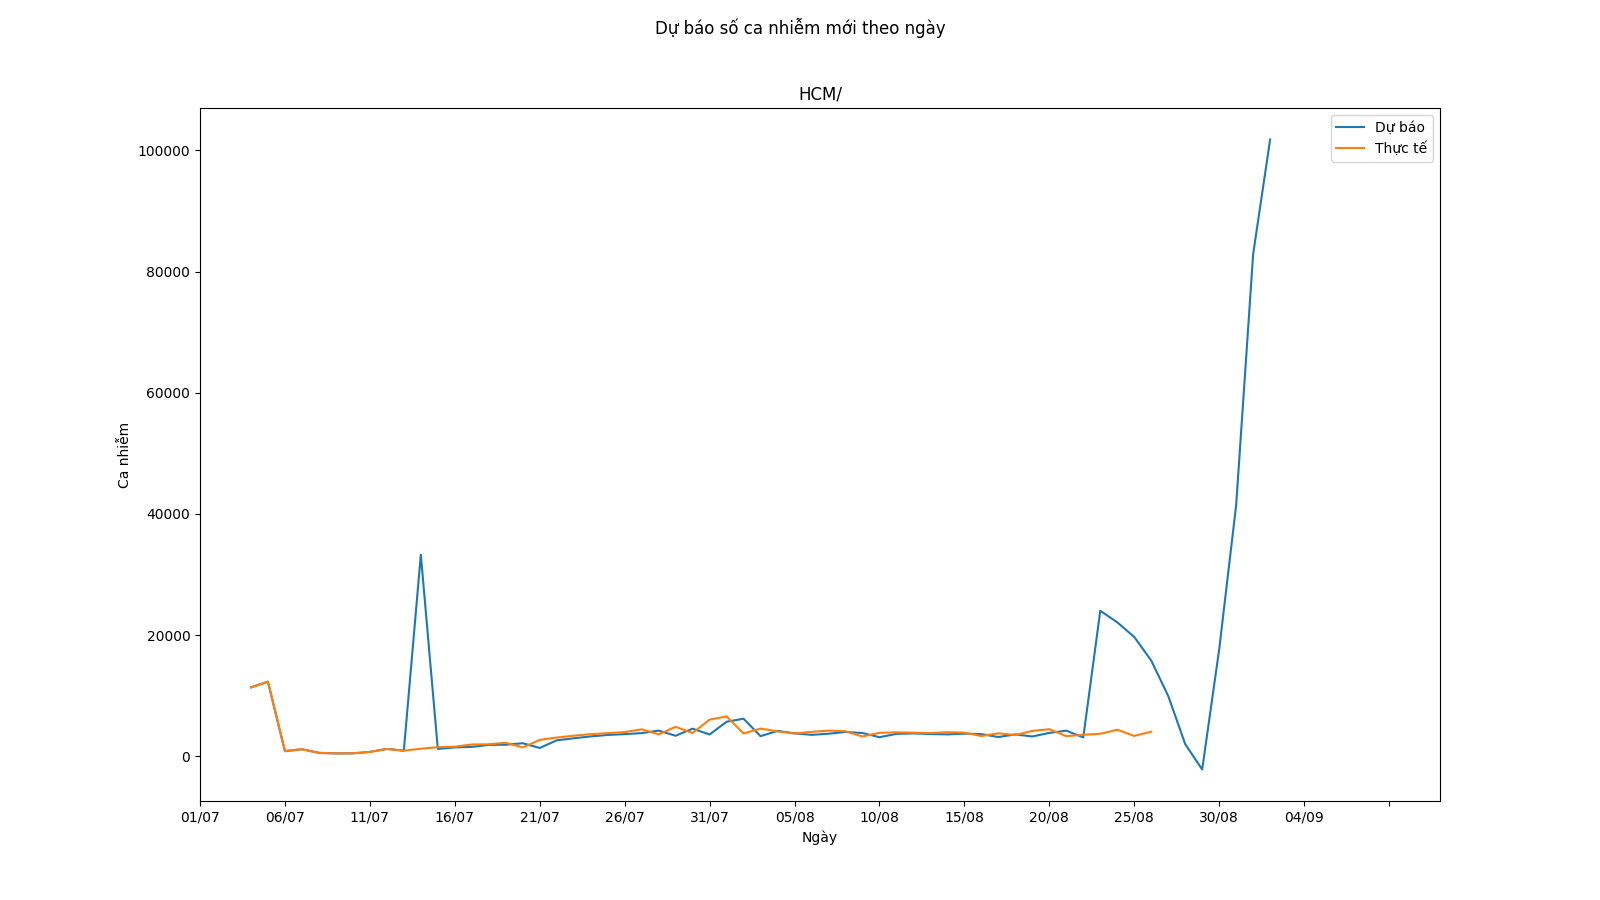 Dự báo số ca nhiễm mới theo ngày
HCM/
Dự báo
Thực tế
100000
80000
60000
40000
20000
0
Ca nhiễm
01/07 06/07 11/07 16/07 21/07 26/07 31/07 05/08 10/08 15/08 20/08 25/08 30/08 04/09
Ngày